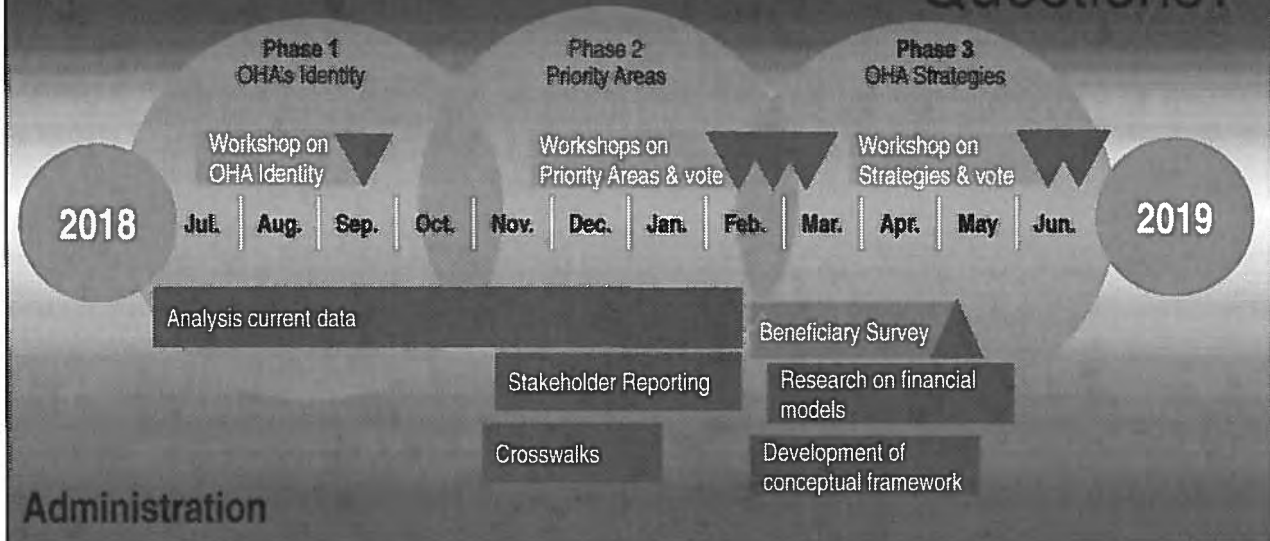 Questions?
Phase 1
OHA's Identity
Phase 2
Priority Areas
Phase 3
OHA Strategies
Workshop on
OHA Identity
Workshops on
Priority Areas & vote
Workshop on
Strategies & vote
2018
Jul.
Aug.
Sep.
Oct.
Nov.
Dec.
Jan.
Feb.
Mar.
Apr.
May
Jun.
2019
Analysis current data
Beneficiary Survey
Stakeholder Reporting
Research on financial
models
Crosswalks
Development of
conceptual framework
Administration